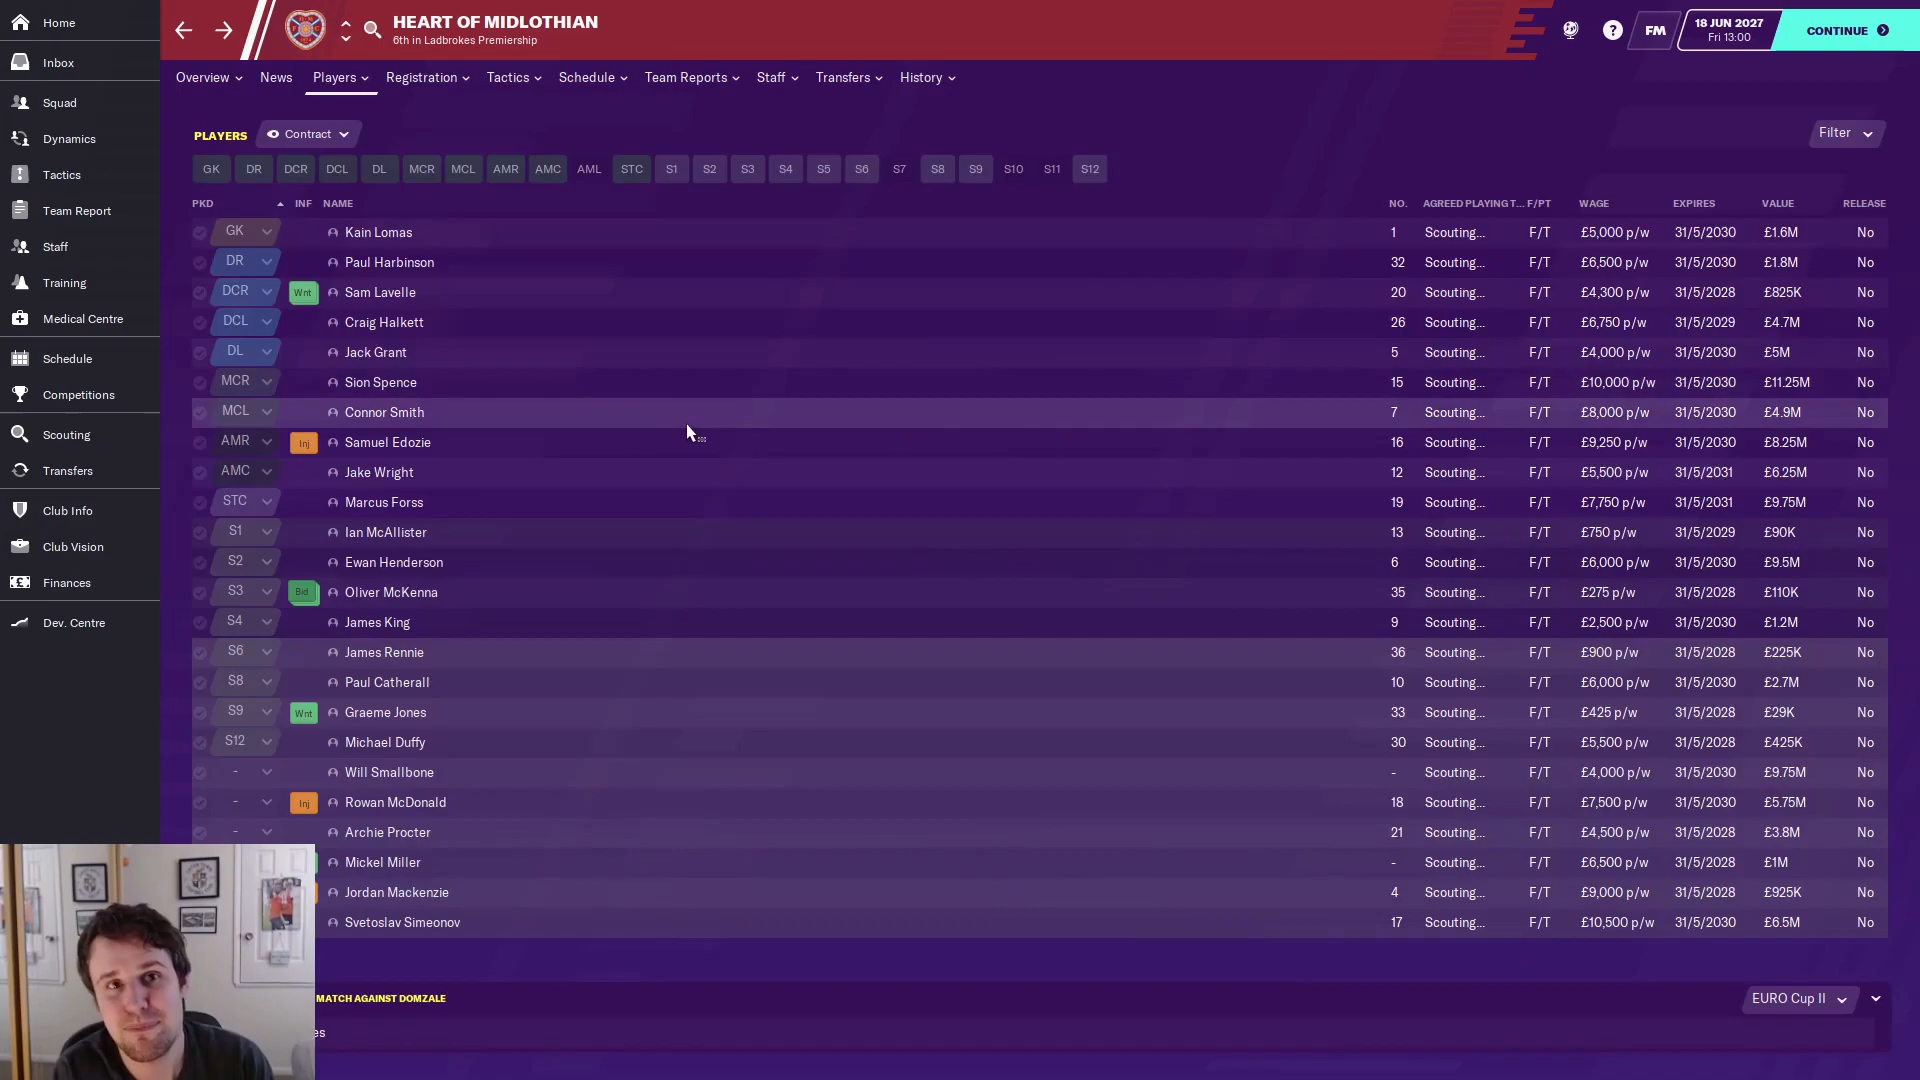 Home
Inbox
Squad
Dynamics
Tactics
Team Report
Staff
Training
Medical Centre
Schedule
Competitions
Scouting
Transfers
Club Info
Club Vision
Finances
Dev. Centre
HEART OF MIDLOTHIAN
6th in Ladbrokes Premiership
FM
18 JUN 2027
Fri 13:00
CONTINUE
Overview News Players Registration Tactics Schedule Team Reports Staff Transfers History
PLAYERS Contract Filter
GK DR DCR DCL DL MCR MCL AMR AMC AML STC S1 S2 S3 S4 S5 S6 S7 S8 S9 S10 S11 S12
PKD INF NAME NO. AGREED PLAYING T... F/PT WAGE EXPIRES VALUE RELEASE
GK Kain Lomas 1 Scouting... F/T £5,000 p/w 31/5/2030 £1.6M No
DR Paul Harbinson 32 Scouting... F/T £6,500 p/w 31/5/2030 £1.8M No
DCR Wnt Sam Lavelle 20 Scouting... F/T £4,300 p/w 31/5/2028 £825K No
DCL Craig Halkett 26 Scouting... F/T £6,750 p/w 31/5/2029 £4.7M No
DL Jack Grant 5 Scouting... F/T £4,000 p/w 31/5/2030 £5M No
MCR Sion Spence 15 Scouting... F/T £10,000 p/w 31/5/2030 £11.25M No
MCL Connor Smith 7 Scouting... F/T £8,000 p/w 31/5/2030 £4.9M No
AMR Inj Samuel Edozie 16 Scouting... F/T £9,250 p/w 31/5/2030 £8.25M No
AMC Jake Wright 12 Scouting... F/T £5,500 p/w 31/5/2031 £6.25M No
STC Marcus Forss 19 Scouting... F/T £7,750 p/w 31/5/2031 £9.75M No
S1 Ian McAllister 13 Scouting... F/T £750 p/w 31/5/2029 £90K No
S2 Ewan Henderson 6 Scouting... F/T £6,000 p/w 31/5/2030 £9.5M No
S3 Bid Oliver McKenna 35 Scouting... F/T £275 p/w 31/5/2028 £110K No
S4 James King 9 Scouting... F/T £2,500 p/w 31/5/2030 £1.2M No
S6 James Rennie 36 Scouting... F/T £900 p/w 31/5/2028 £225K No
S8 Paul Catherall 10 Scouting... F/T £6,000 p/w 31/5/2030 £2.7M No
S9 Wnt Graeme Jones 33 Scouting... F/T £425 p/w 31/5/2028 £29K No
S12 Michael Duffy 30 Scouting... F/T £5,500 p/w 31/5/2028 £425K No
- Will Smallbone - Scouting... F/T £4,000 p/w 31/5/2030 £9.75M No
- Inj Rowan McDonald 18 Scouting... F/T £7,500 p/w 31/5/2030 £5.75M No
- Archie Procter 21 Scouting... F/T £4,500 p/w 31/5/2028 £3.8M No
Mickel Miller - Scouting... F/T £6,500 p/w 31/5/2028 £1M No
Jordan Mackenzie 4 Scouting... F/T £9,000 p/w 31/5/2028 £925K No
Svetoslav Simeonov 17 Scouting... F/T £10,500 p/w 31/5/2030 £6.5M No
MATCH AGAINST DOMZALE EURO Cup II
es